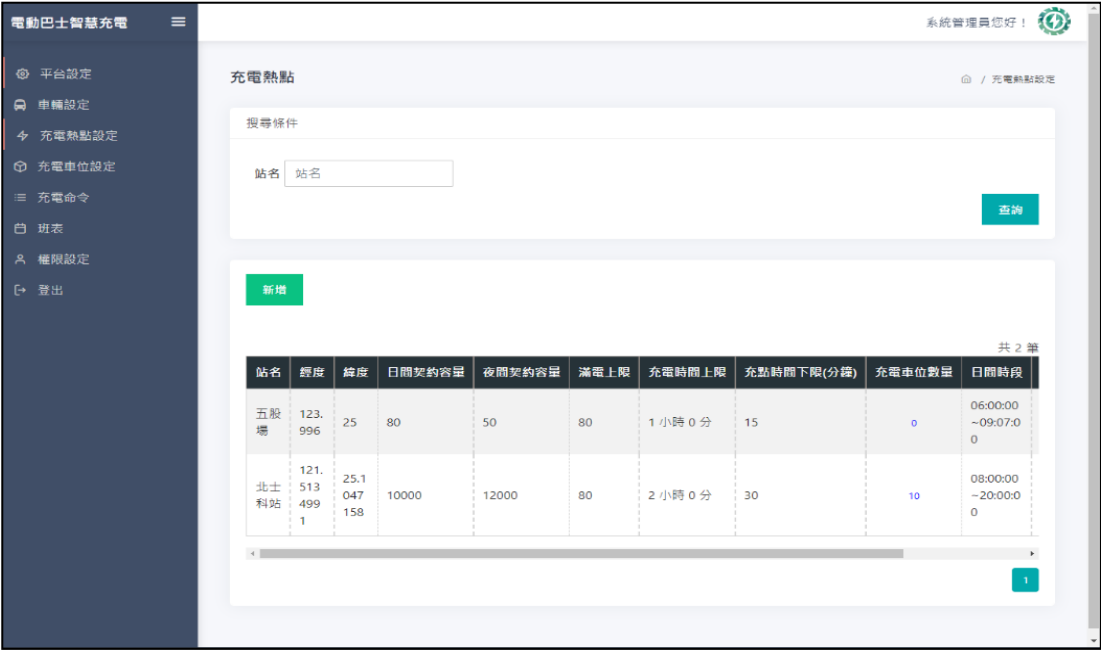 電動巴士智慧充電
系統管理員您好！
平台設定
車輛設定
充電熱點設定
充電車位設定
充電命令
班表
權限設定
登出
充電熱點
/ 充電熱點設定
搜尋條件
站名 站名
查詢
新增
共 2 筆
站名 經度 緯度 日間契約容量 夜間契約容量 滿電上限 充電時間上限 充點時間下限(分鐘) 充電車位數量 日間時段
五股場 123.996 25 80 50 80 1 小時 0 分 15 0 06:00:00~09:07:00
北士科站 121.5134991 25.1047158 10000 12000 80 2 小時 0 分 30 10 08:00:00~20:00:00
1